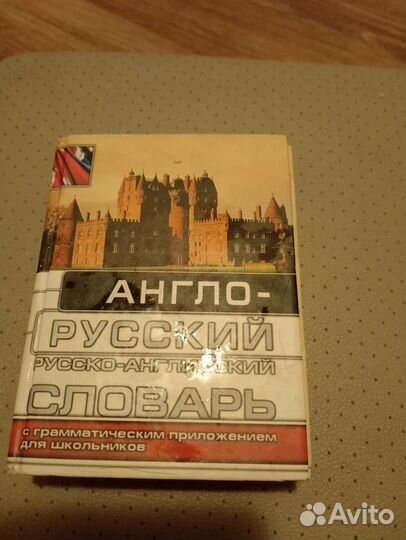 АНГЛО-
РУССКИЙ
РУССКО-АНГЛИЙСКИЙ
СЛОВАРЬ
с грамматическим приложением
для школьников
Avito